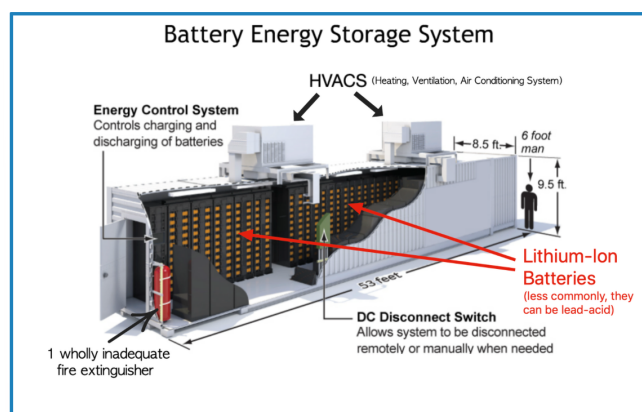 Battery Energy Storage System
HVACS (Heating, Ventilation, Air Conditioning System)
Energy Control System
Controls charging and
discharging of batteries
8.5 ft.
6 foot
man
9.5 ft.
Lithium-Ion
Batteries
(less commonly, they
can be lead-acid)
53 feet
DC Disconnect Switch
Allows system to be disconnected
remotely or manually when needed
1 wholly inadequate
fire extinguisher